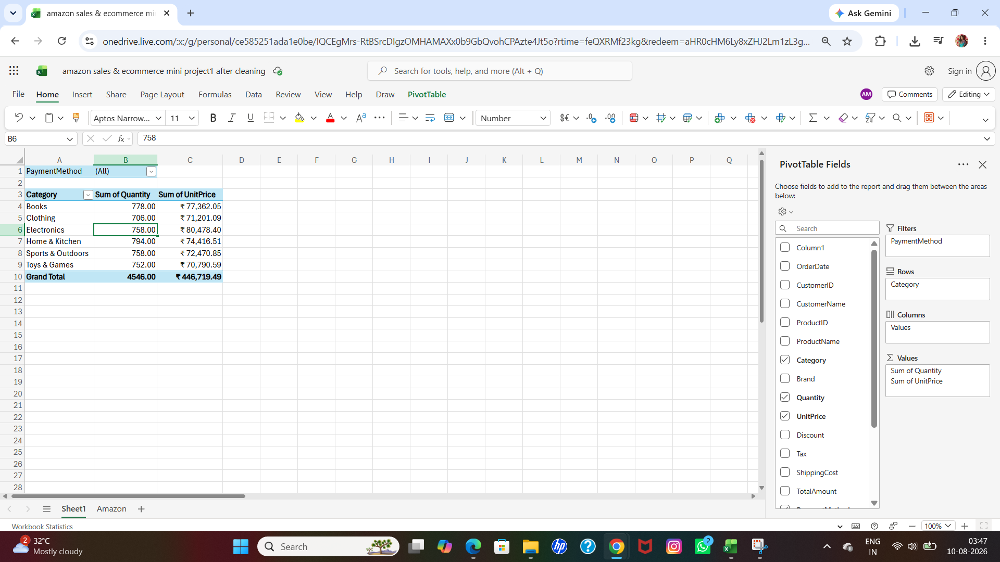 amazon sales & ecommerce mi
Ask Gemini
onedrive.live.com/:x:/g/personal/ce585251ada1e0be/IQCEgMrs-RtBSrcDIgzOMHAMAXx0b9GbQvohCPAzte4Jt5o?rtime=feQXRMf23kg&redeem=aHR0cHM6Ly8xZHJ2Lm1zL3g...
amazon sales & ecommerce mini project1 after cleaning
Search for tools, help, and more (Alt + Q)
Sign in
File Home Insert Share Page Layout Formulas Data Review View Help Draw PivotTable
AM Comments Editing
Aptos Narrow... 11 B I U A Number $€
B6 fx 758
A B C D E F G H I J K L M N O P Q
1 PaymentMethod (All)
2
3 Category Sum of Quantity Sum of UnitPrice
4 Books 778.00 ₹ 77,362.05
5 Clothing 706.00 ₹ 71,201.09
6 Electronics 758.00 ₹ 80,478.40
7 Home & Kitchen 794.00 ₹ 74,416.51
8 Sports & Outdoors 758.00 ₹ 72,470.85
9 Toys & Games 752.00 ₹ 70,790.59
10 Grand Total 4546.00 ₹ 446,719.49
11
12
13
14
15
16
17
18
19
20
21
22
23
24
25
26
27
28
PivotTable Fields
Choose fields to add to the report and drag them between the areas
below:
Search
Column1
OrderDate
CustomerID
CustomerName
ProductID
ProductName
Category
Brand
Quantity
UnitPrice
Discount
Tax
ShippingCost
TotalAmount
Filters
PaymentMethod
Rows
Category
Columns
Values
Values
Sum of Quantity
Sum of UnitPrice
Sheet1 Amazon
Workbook Statistics
100%
2
32°C
Mostly cloudy
Search
hp
2
ENG
IN
03:47
10-08-2026